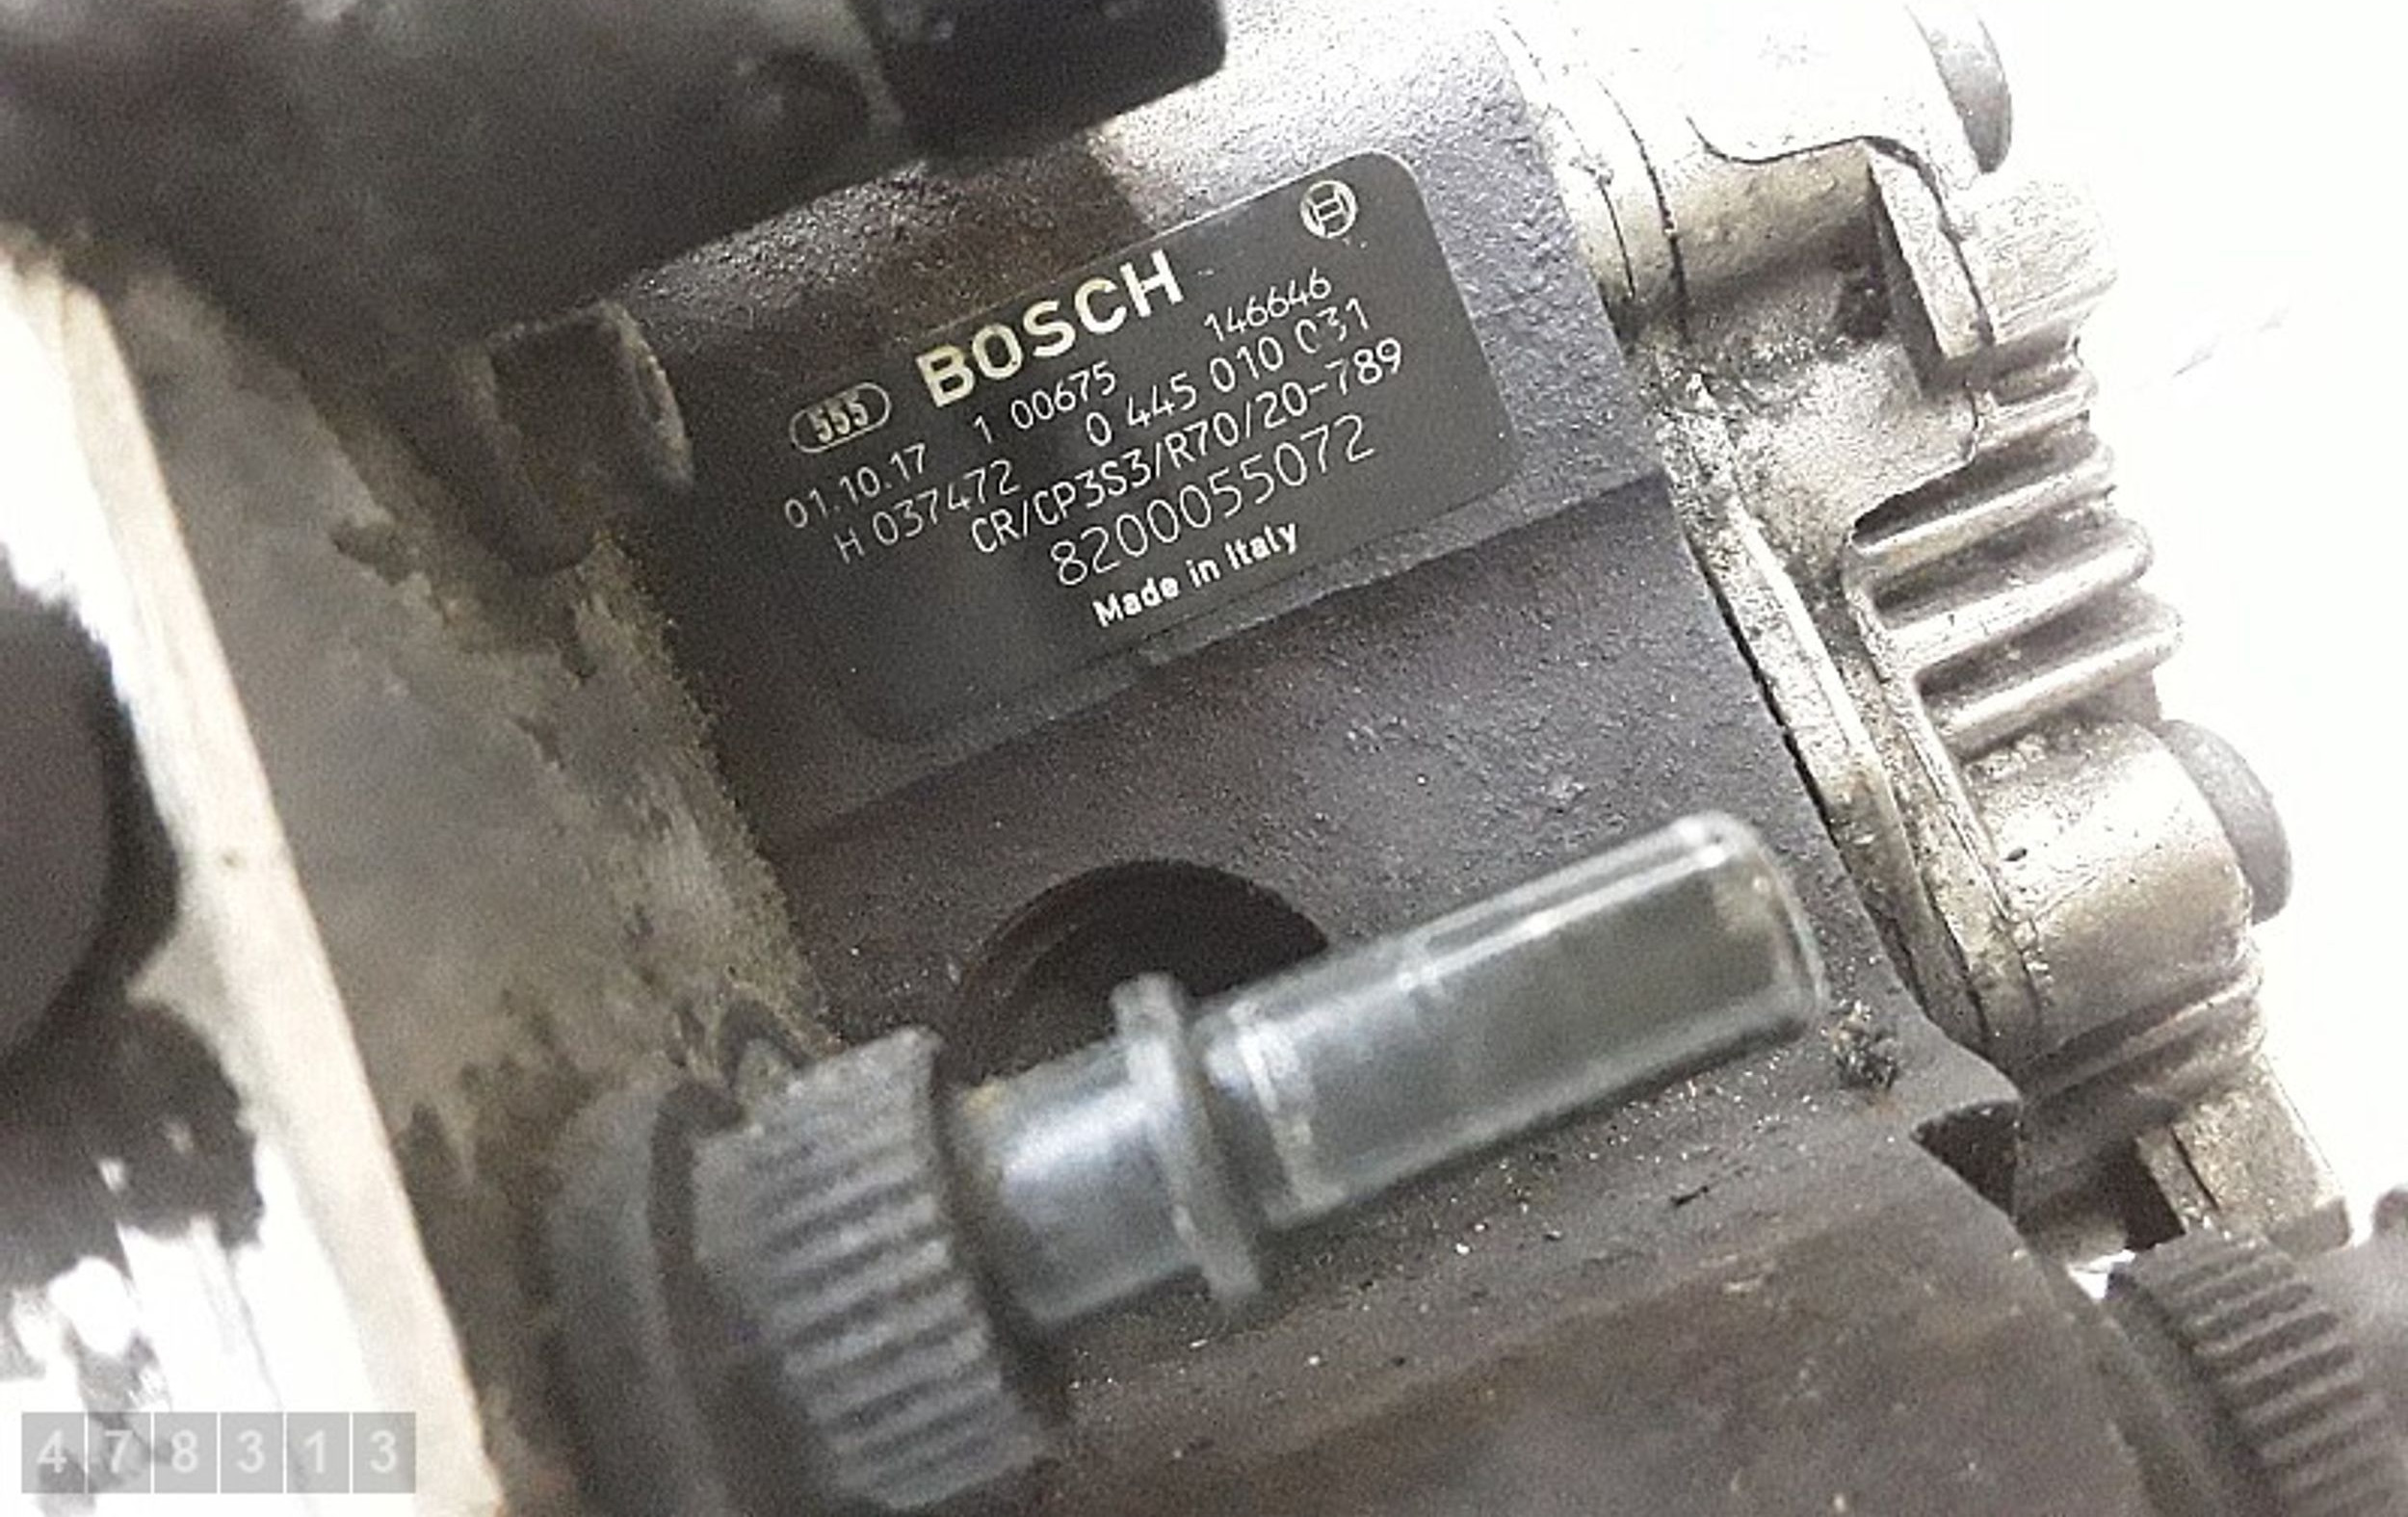 555 BOSCH
01.10.17 1 00675 146646
H 037472 0 445 010 031
CR/CP3S3/R70/20-789
8200055072
Made in Italy
478313